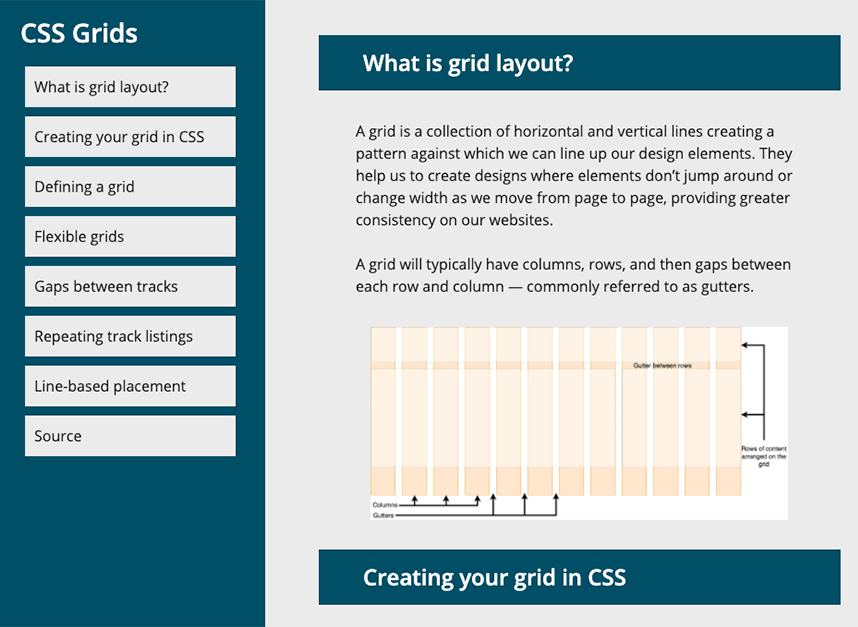 CSS Grids
What is grid layout?
Creating your grid in CSS
Defining a grid
Flexible grids
Gaps between tracks
Repeating track listings
Line-based placement
Source
What is grid layout?
A grid is a collection of horizontal and vertical lines creating a
pattern against which we can line up our design elements. They
help us to create designs where elements don’t jump around or
change width as we move from page to page, providing greater
consistency on our websites.
A grid will typically have columns, rows, and then gaps between
each row and column — commonly referred to as gutters.
Gutter between rows
Rows of content
arranged on the
grid
Columns
Gutters
Creating your grid in CSS